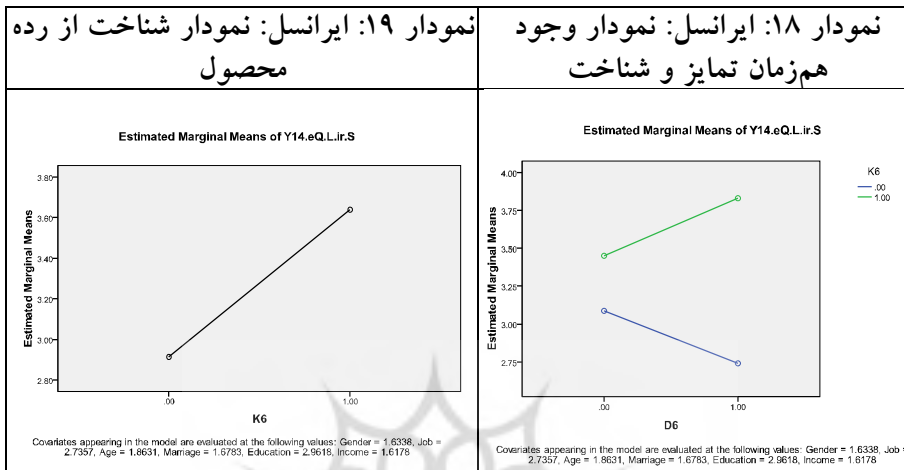 نمودار ۱۸: ایرانسل: نمودار وجود
هم‌زمان تمایز و شناخت
نمودار ۱۹: ایرانسل: نمودار شناخت از رده
محصول
Estimated Marginal Means of Y14.eQ.L.ir.S
K6
.00
1.00
Estimated Marginal Means
4.00
3.75
3.50
3.25
3.00
2.75
.00 1.00
D6
Covariates appearing in the model are evaluated at the following values: Gender = 1.6338, Job =
2.7357, Age = 1.8631, Marriage = 1.6783, Education = 2.9618, Income = 1.6178
Estimated Marginal Means of Y14.eQ.L.ir.S
Estimated Marginal Means
3.80
3.60
3.40
3.20
3.00
2.80
.00 1.00
K6
Covariates appearing in the model are evaluated at the following values: Gender = 1.6338, Job =
2.7357, Age = 1.8631, Marriage = 1.6783, Education = 2.9618, Income = 1.6178